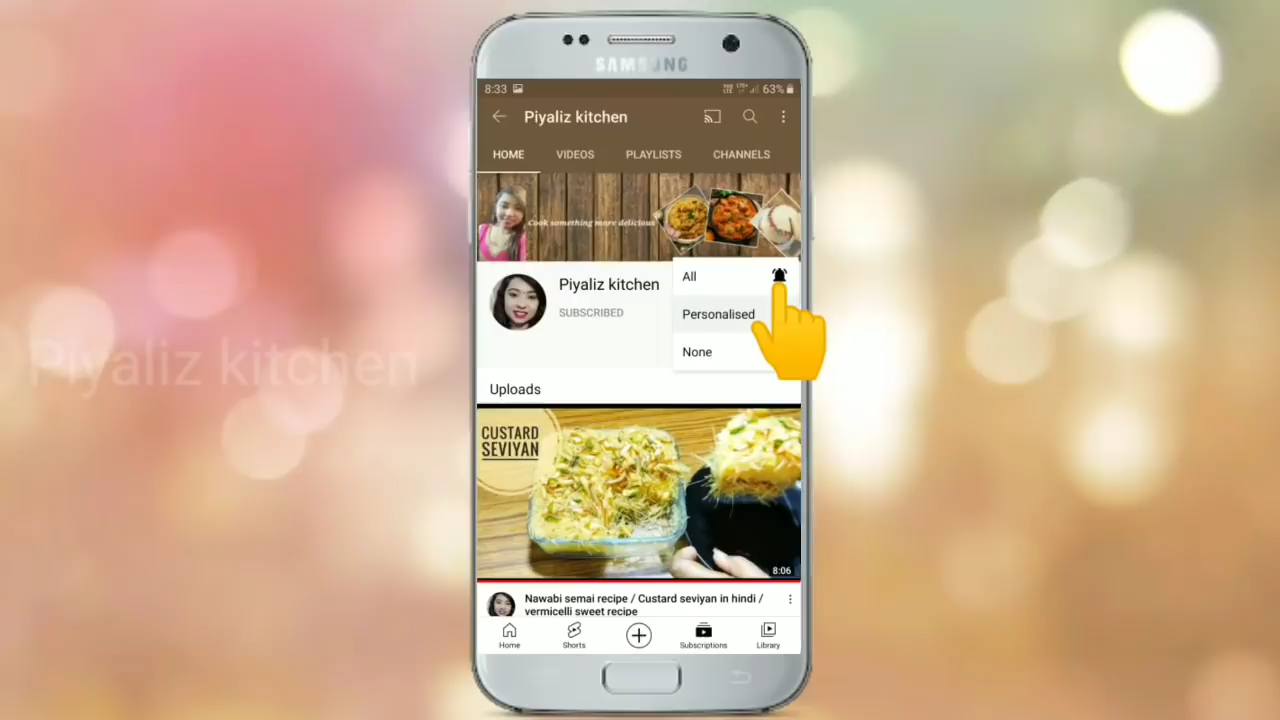 SAMSUNG
8:33
63%
Piyaliz kitchen
HOME VIDEOS PLAYLISTS CHANNELS
Cook something more delicious
Piyaliz kitchen
SUBSCRIBED
All
Personalised
None
Piyaliz kitchen
Uploads
CUSTARD
SEVIYAN
8:06
Nawabi semai recipe / Custard seviyan in hindi /
vermicelli sweet recipe
Home Shorts Subscriptions Library